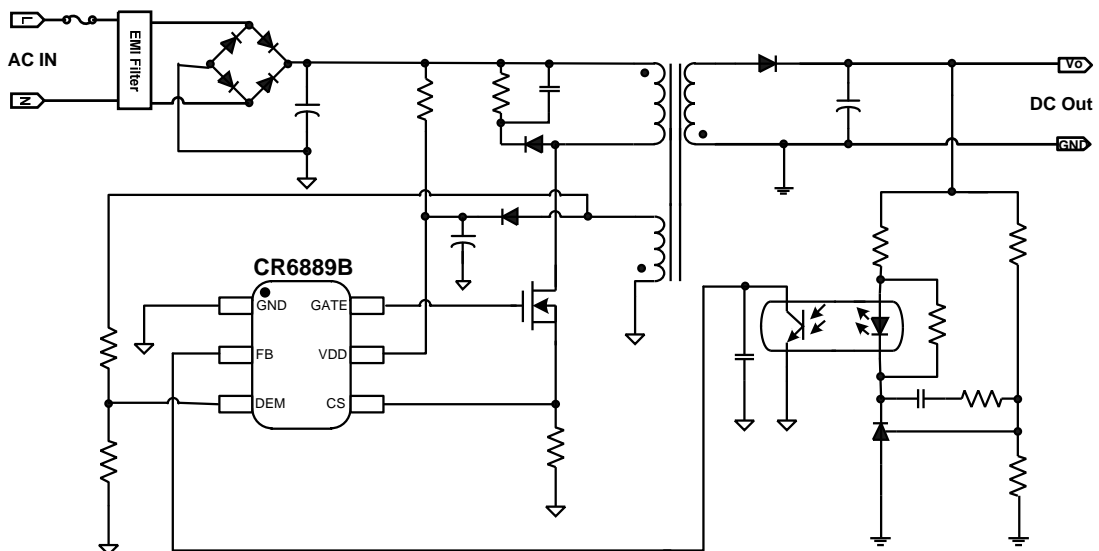 L
EMI Filter
AC IN
N
Vo
DC Out
GND
CR6889B
GND
GATE
FB
VDD
DEM
CS